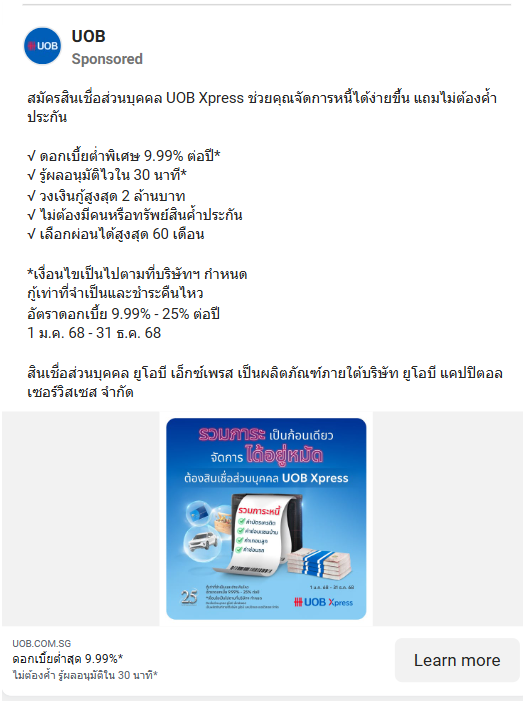 UOB
UOB
Sponsored
สมัครสินเชื่อส่วนบุคคล UOB Xpress ช่วยคุณจัดการหนี้ได้ง่ายขึ้น แถมไม่ต้องค้ำ
ประกัน
√ ดอกเบี้ยต่ำพิเศษ 9.99% ต่อปี*
√ รู้ผลอนุมัติไวใน 30 นาที*
√ วงเงินกู้สูงสุด 2 ล้านบาท
√ ไม่ต้องมีคนหรือทรัพย์สินค้ำประกัน
√ เลือกผ่อนได้สูงสุด 60 เดือน
*เงื่อนไขเป็นไปตามที่บริษัทฯ กำหนด
กู้เท่าที่จำเป็นและชำระคืนไหว
อัตราดอกเบี้ย 9.99% - 25% ต่อปี
1 ม.ค. 68 - 31 ธ.ค. 68
สินเชื่อส่วนบุคคล ยูโอบี เอ็กซ์เพรส เป็นผลิตภัณฑ์ภายใต้บริษัท ยูโอบี แคปปิตอล
เซอร์วิสเซส จำกัด
รวมภาระ เป็นก้อนเดียว
จัดการ ได้อยู่หมัด
ต้องสินเชื่อส่วนบุคคล UOB Xpress
รวมภาระหนี้
ค่าบัตรเครดิต
ค่าซ่อมแซมบ้าน
ค่าเทอมลูก
ค่าซ่อมรถ
25
1 ม.ค. 68 - 31 ธ.ค. 68
UOB Xpress
UOB.COM.SG
ดอกเบี้ยต่ำสุด 9.99%*
ไม่ต้องค้ำ รู้ผลอนุมัติใน 30 นาที*
Learn more